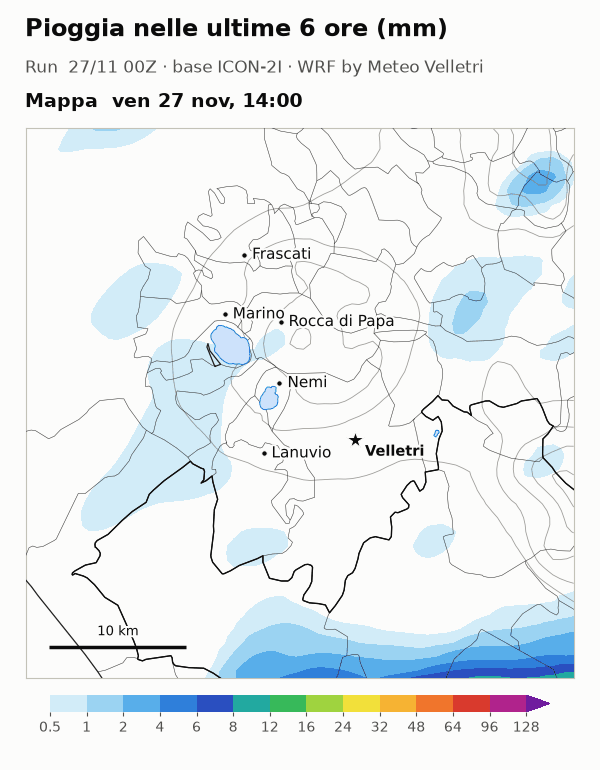 Pioggia nelle ultime 6 ore (mm)
Run  27/11 00Z · base ICON-2I · WRF by Meteo Velletri
Mappa  ven 27 nov, 14:00
Frascati
Marino
Rocca di Papa
Nemi
Velletri
Lanuvio
10 km
0.5 1 2 4 6 8 12 16 24 32 48 64 96 128